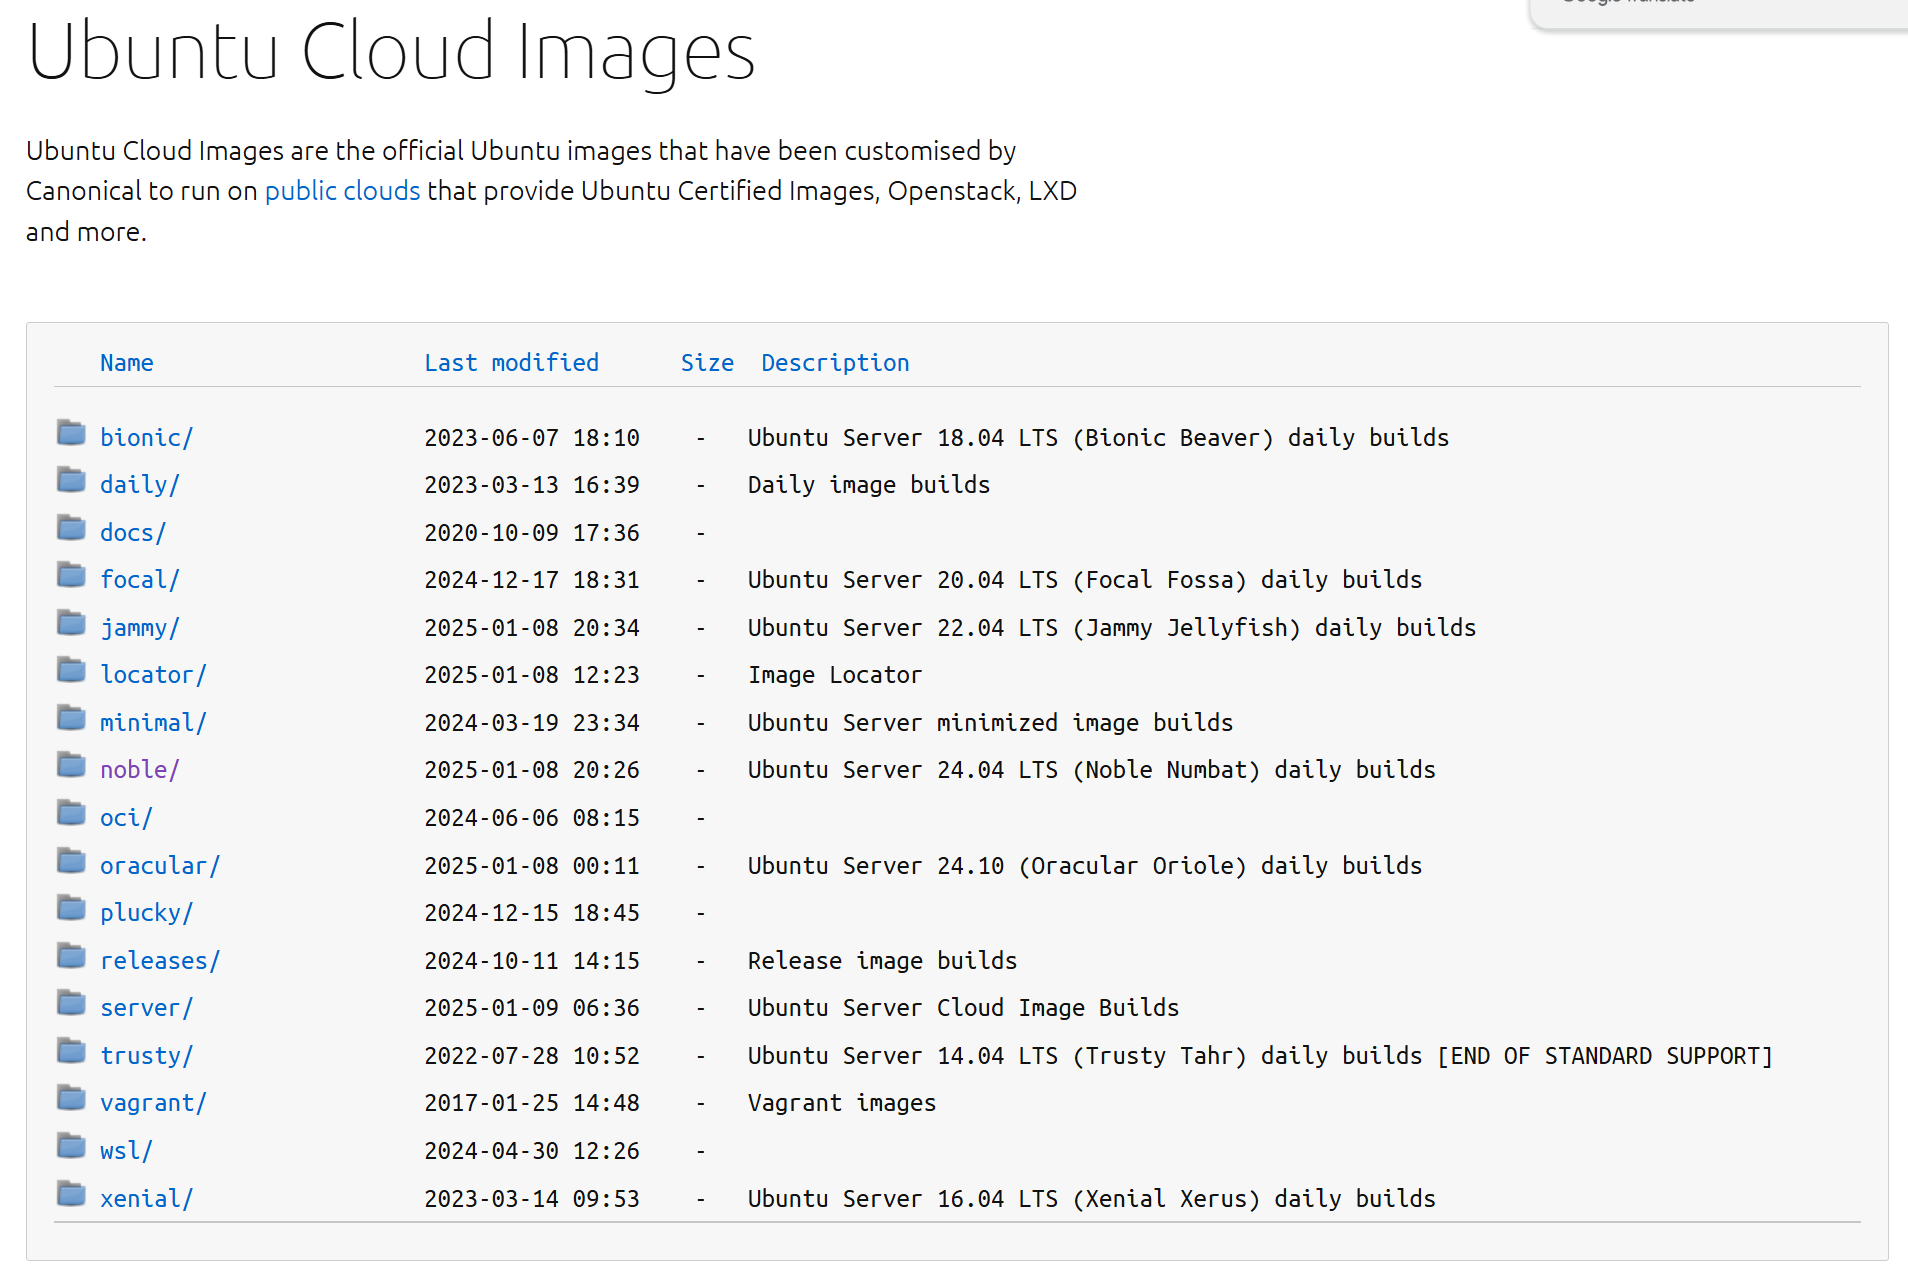 Ubuntu Cloud Images
Ubuntu Cloud Images are the official Ubuntu images that have been customised by
Canonical to run on public clouds that provide Ubuntu Certified Images, Openstack, LXD
and more.
Name Last modified Size Description
bionic/ 2023-06-07 18:10 - Ubuntu Server 18.04 LTS (Bionic Beaver) daily builds
daily/ 2023-03-13 16:39 - Daily image builds
docs/ 2020-10-09 17:36 -
focal/ 2024-12-17 18:31 - Ubuntu Server 20.04 LTS (Focal Fossa) daily builds
jammy/ 2025-01-08 20:34 - Ubuntu Server 22.04 LTS (Jammy Jellyfish) daily builds
locator/ 2025-01-08 12:23 - Image Locator
minimal/ 2024-03-19 23:34 - Ubuntu Server minimized image builds
noble/ 2025-01-08 20:26 - Ubuntu Server 24.04 LTS (Noble Numbat) daily builds
oci/ 2024-06-06 08:15 -
oracular/ 2025-01-08 00:11 - Ubuntu Server 24.10 (Oracular Oriole) daily builds
plucky/ 2024-12-15 18:45 -
releases/ 2024-10-11 14:15 - Release image builds
server/ 2025-01-09 06:36 - Ubuntu Server Cloud Image Builds
trusty/ 2022-07-28 10:52 - Ubuntu Server 14.04 LTS (Trusty Tahr) daily builds [END OF STANDARD SUPPORT]
vagrant/ 2017-01-25 14:48 - Vagrant images
wsl/ 2024-04-30 12:26 -
xenial/ 2023-03-14 09:53 - Ubuntu Server 16.04 LTS (Xenial Xerus) daily builds